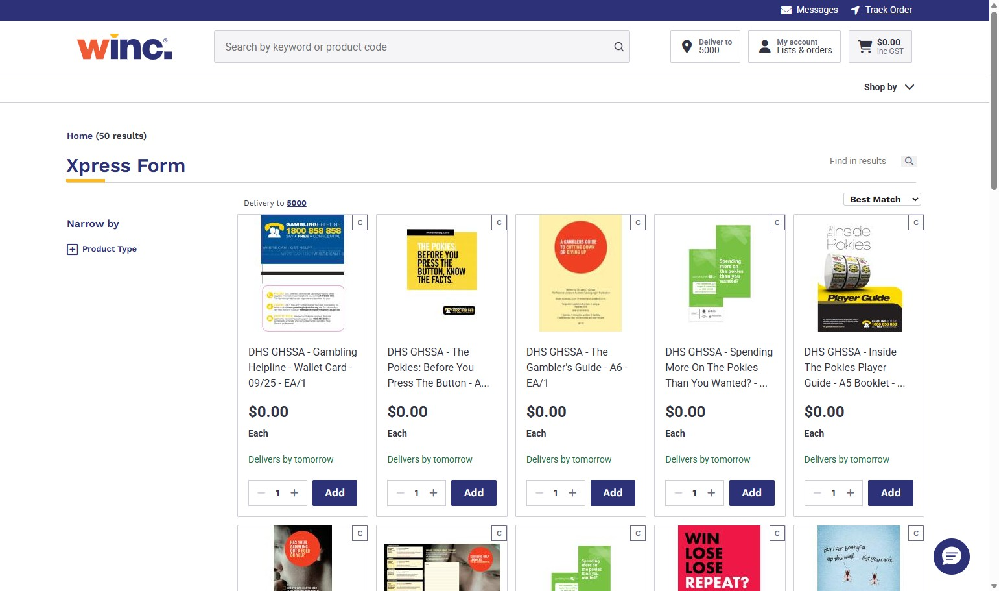 Messages
Track Order
winc.
Search by keyword or product code
Deliver to
5000
My account
Lists & orders
$0.00
inc GST
Shop by
Home (50 results)
Xpress Form
Find in results
Delivery to 5000
Best Match
Narrow by
Product Type
C
GAMBLINGHELPLINE
1800 858 858
24/7 • FREE • CONFIDENTIAL
WHERE CAN I GET HELP?
DHS GHSSA - Gambling
Helpline - Wallet Card -
09/25 - EA/1
$0.00
Each
Delivers by tomorrow
1
Add
C
THE POKIES:
BEFORE YOU
PRESS THE
BUTTON, KNOW
THE FACTS.
GAMBLINGHELPLINE
1800 858 858
DHS GHSSA - The
Pokies: Before You
Press The Button - A...
$0.00
Each
Delivers by tomorrow
1
Add
C
A GAMBLERS GUIDE
TO CUTTING DOWN
OR GIVING UP
DHS GHSSA - The
Gambler's Guide - A6 -
EA/1
$0.00
Each
Delivers by tomorrow
1
Add
C
Spending
more on
the pokies
than you
wanted?
DHS GHSSA - Spending
More On The Pokies
Than You Wanted? - ...
$0.00
Each
Delivers by tomorrow
1
Add
C
the Inside
Pokies
Player Guide
GAMBLINGHELPLINE
1800 858 858
DHS GHSSA - Inside
The Pokies Player
Guide - A5 Booklet - ...
$0.00
Each
Delivers by tomorrow
1
Add
C
HAS YOUR
GAMBLING
GOT A HOLD
ON YOU?
C
GAMBLING HELP
SERVICES
C
Spending
more on
the pokies
than you
wanted?
C
WIN
LOSE
LOSE
REPEAT?
C
Bet I can beat you
up this wall.
Bet you can't.